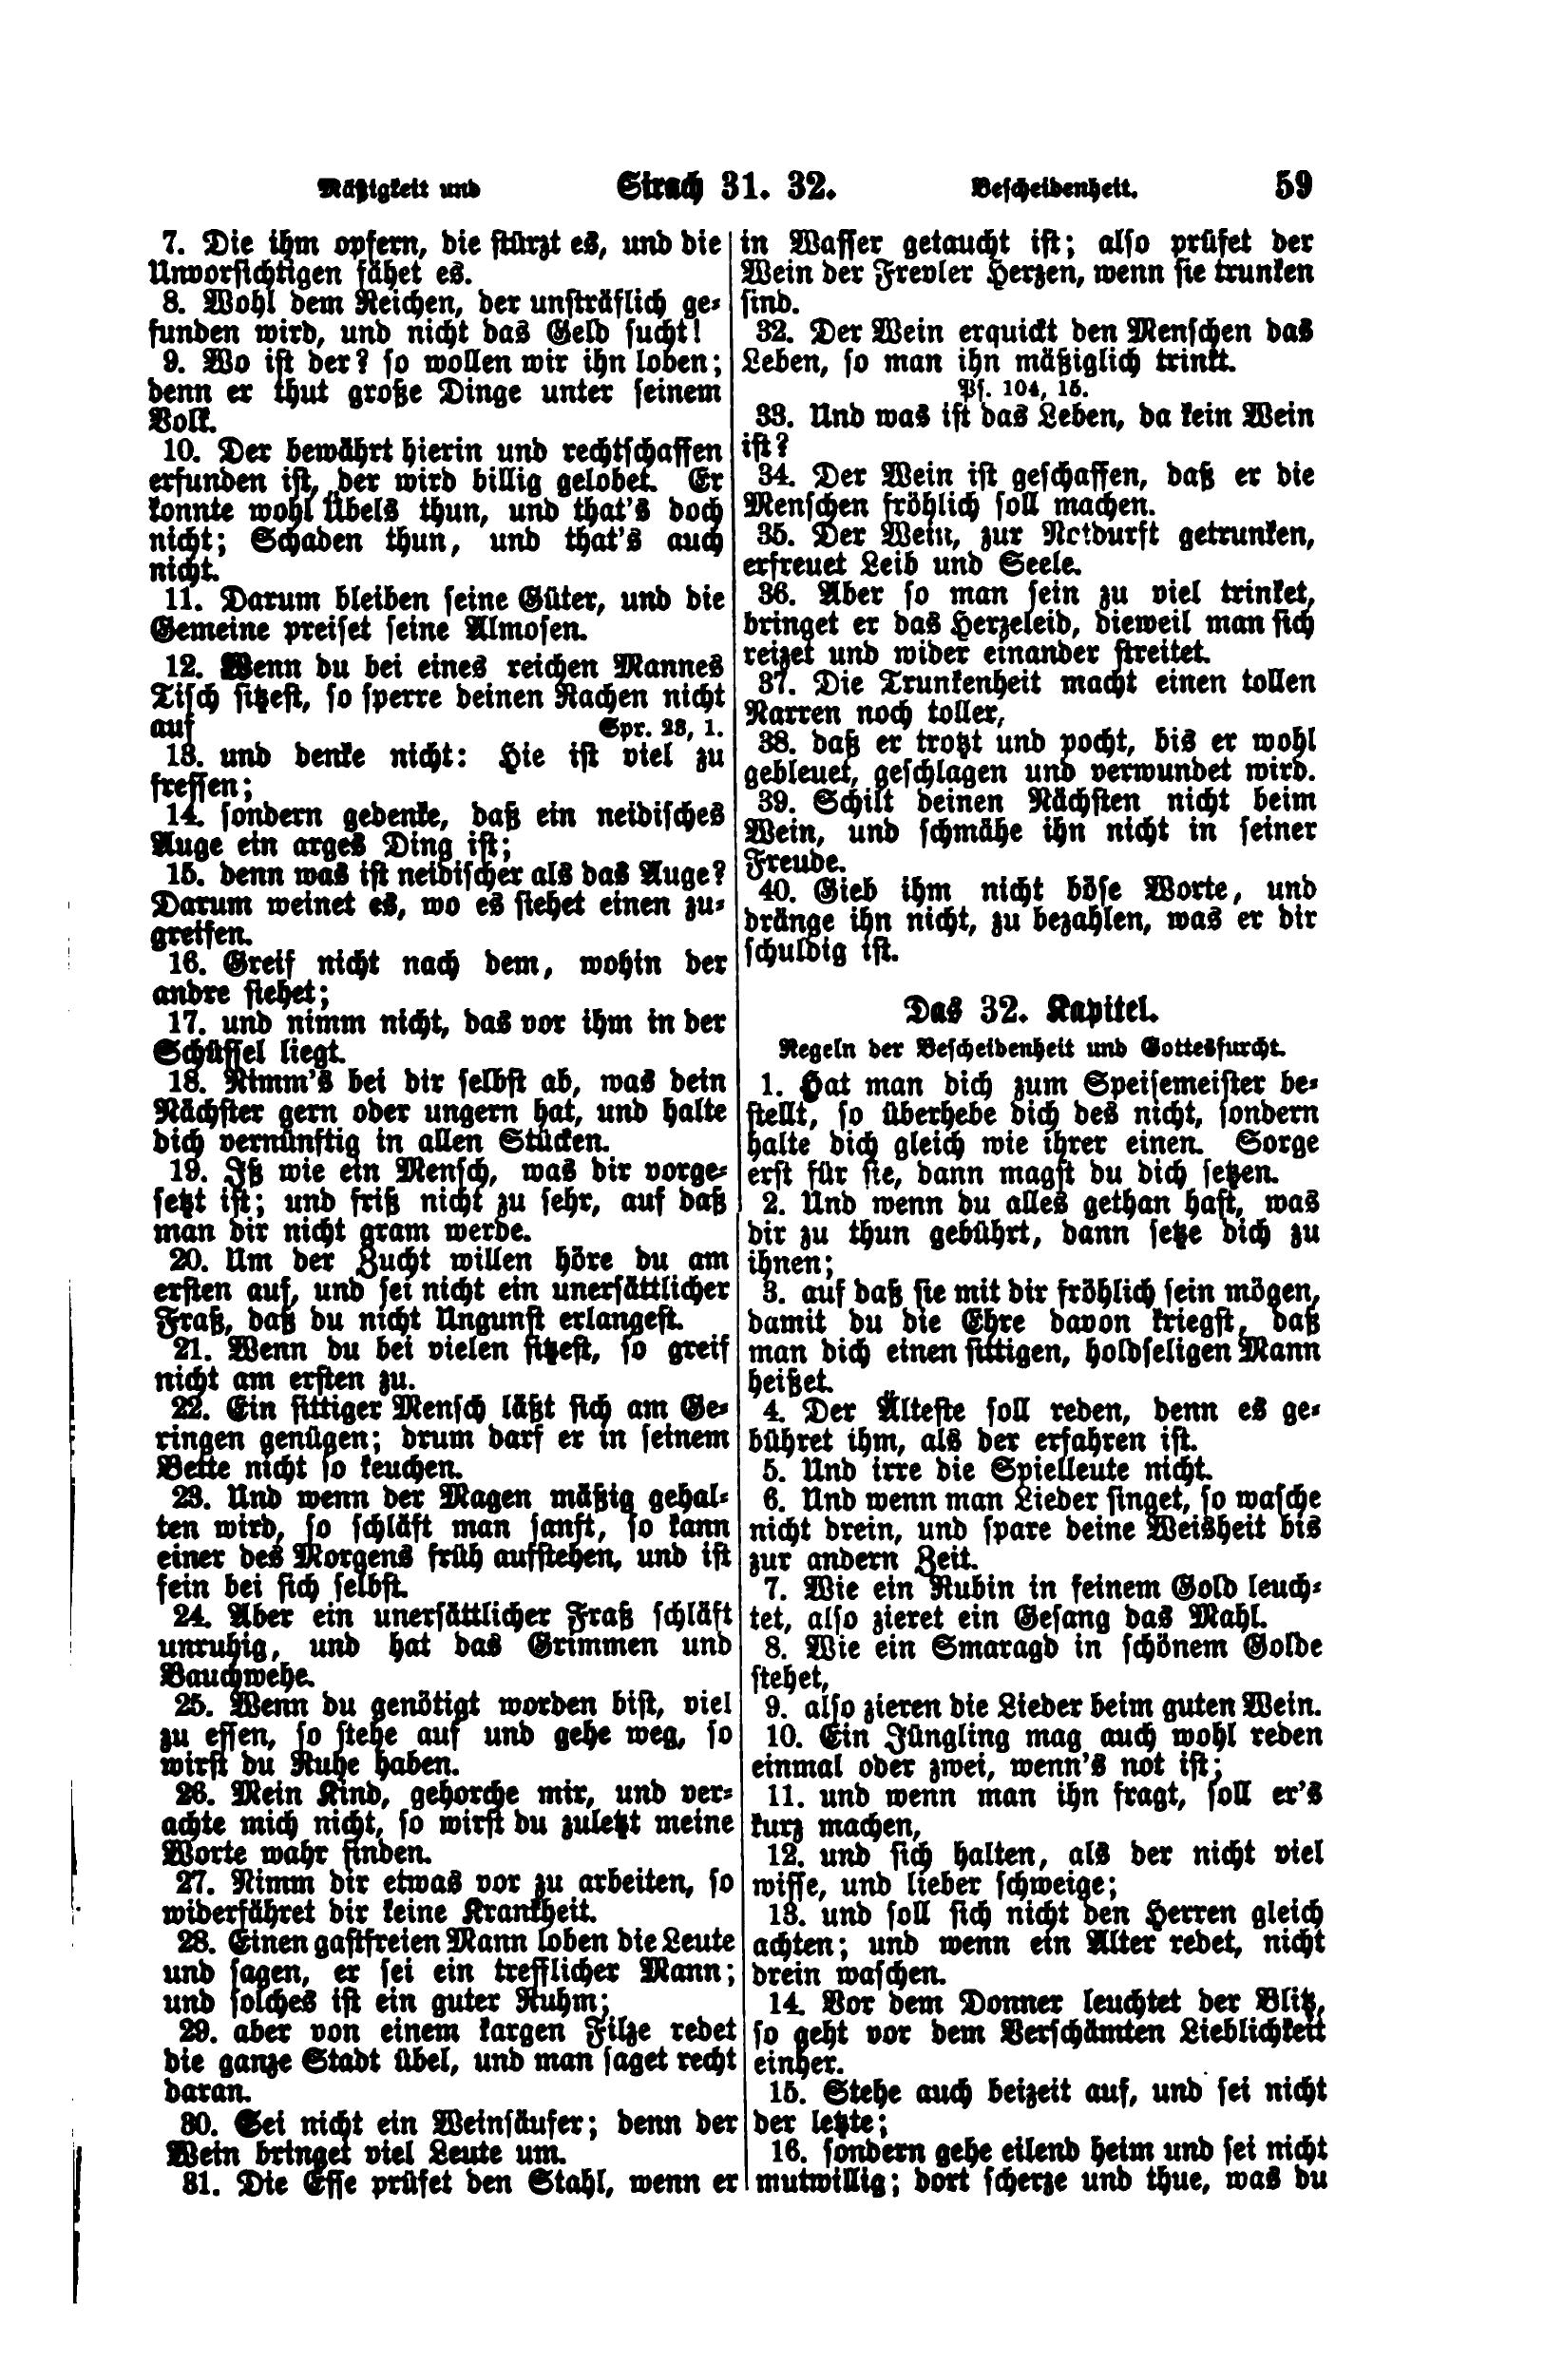 Mäßigkeit und Sirach 31. 32. Bescheidenheit. 59
7. Die ihm opfern, die stürzt es, und die
Unvorsichtigen fähet es.
8. Wohl dem Reichen, der unsträflich ge-
funden wird, und nicht das Geld sucht!
9. Wo ist der? so wollen wir ihn loben;
denn er thut große Dinge unter seinem
Volk.
10. Der bewährt hierin und rechtschaffen
erfunden ist, der wird billig gelobet. Er
konnte wohl Übels thun, und that's doch
nicht; Schaden thun, und that's auch
nicht.
11. Darum bleiben seine Güter, und die
Gemeine preiset seine Almosen.
12. Wenn du bei eines reichen Mannes
Tisch sitzest, so sperre deinen Rachen nicht
auf Spr. 23, 1.
13. und denke nicht: Hie ist viel zu
fressen;
14. sondern gedenke, daß ein neidisches
Auge ein arges Ding ist;
15. denn was ist neidischer als das Auge?
Darum weinet es, wo es siehet einen zu-
greifen.
16. Greif nicht nach dem, wohin der
andre siehet;
17. und nimm nicht, das vor ihm in der
Schüssel liegt.
18. Nimm's bei dir selbst ab, was dein
Nächster gern oder ungern hat, und halte
dich vernünftig in allen Stücken.
19. Iß wie ein Mensch, was dir vorge-
setzt ist; und friß nicht zu sehr, auf daß
man dir nicht gram werde.
20. Um der Zucht willen höre du am
ersten auf, und sei nicht ein unersättlicher
Fraß, daß du nicht Ungunst erlangest.
21. Wenn du bei vielen sitzest, so greif
nicht am ersten zu.
22. Ein sittiger Mensch läßt sich am Ge-
ringen genügen; drum darf er in seinem
Bette nicht so keuchen.
23. Und wenn der Magen mäßig gehal-
ten wird, so schläft man sanft, so kann
einer des Morgens früh aufstehen, und ist
fein bei sich selbst.
24. Aber ein unersättlicher Fraß schläft
unruhig, und hat das Grimmen und
Bauchwehe.
25. Wenn du genötigt worden bist, viel
zu essen, so stehe auf und gehe weg, so
wirst du Ruhe haben.
26. Mein Kind, gehorche mir, und ver-
achte mich nicht, so wirst du zuletzt meine
Worte wahr finden.
27. Nimm dir etwas vor zu arbeiten, so
widerfähret dir keine Krankheit.
28. Einen gastfreien Mann loben die Leute
und sagen, er sei ein trefflicher Mann;
und solches ist ein guter Ruhm;
29. aber von einem kargen Filze redet
die ganze Stadt übel, und man saget recht
daran.
30. Sei nicht ein Weinsäufer; denn der
Wein bringet viel Leute um.
31. Die Esse prüfet den Stahl, wenn er
in Wasser getaucht ist; also prüfet der
Wein der Frevler Herzen, wenn sie trunken
sind.
32. Der Wein erquickt den Menschen das
Leben, so man ihn mäßiglich trinkt.
Ps. 104, 15.
33. Und was ist das Leben, da kein Wein
ist?
34. Der Wein ist geschaffen, daß er die
Menschen fröhlich soll machen.
35. Der Wein, zur Notdurft getrunken,
erfreuet Leib und Seele.
36. Aber so man sein zu viel trinket,
bringet er das Herzeleid, dieweil man sich
reizet und wider einander streitet.
37. Die Trunkenheit macht einen tollen
Narren noch toller,
38. daß er trotzt und pocht, bis er wohl
gebleuet, geschlagen und verwundet wird.
39. Schilt deinen Nächsten nicht beim
Wein, und schmähe ihn nicht in seiner
Freude.
40. Gieb ihm nicht böse Worte, und
dränge ihn nicht, zu bezahlen, was er dir
schuldig ist.
Das 32. Kapitel.
Regeln der Bescheidenheit und Gottesfurcht.
1. Hat man dich zum Speisemeister be-
stellt, so überhebe dich des nicht, sondern
halte dich gleich wie ihrer einen. Sorge
erst für sie, dann magst du dich setzen.
2. Und wenn du alles gethan hast, was
dir zu thun gebührt, dann setze dich zu
ihnen;
3. auf daß sie mit dir fröhlich sein mögen,
damit du die Ehre davon kriegst, daß
man dich einen sittigen, holdseligen Mann
heißet.
4. Der Älteste soll reden, denn es ge-
bühret ihm, als der erfahren ist.
5. Und irre die Spielleute nicht.
6. Und wenn man Lieder singet, so wasche
nicht drein, und spare deine Weisheit bis
zur andern Zeit.
7. Wie ein Rubin in feinem Gold leuch-
tet, also zieret ein Gesang das Mahl.
8. Wie ein Smaragd in schönem Golde
stehet,
9. also zieren die Lieder beim guten Wein.
10. Ein Jüngling mag auch wohl reden
einmal oder zwei, wenn's not ist;
11. und wenn man ihn fragt, soll er's
kurz machen,
12. und sich halten, als der nicht viel
wisse, und lieber schweige;
13. und soll sich nicht den Herren gleich
achten; und wenn ein Alter redet, nicht
drein waschen.
14. Vor dem Donner leuchtet der Blitz,
so geht vor dem Verschämten Lieblichkeit
einher.
15. Stehe auch beizeit auf, und sei nicht
der letzte;
16. sondern gehe eilend heim und sei nicht
mutwillig; dort scherze und thue, was du